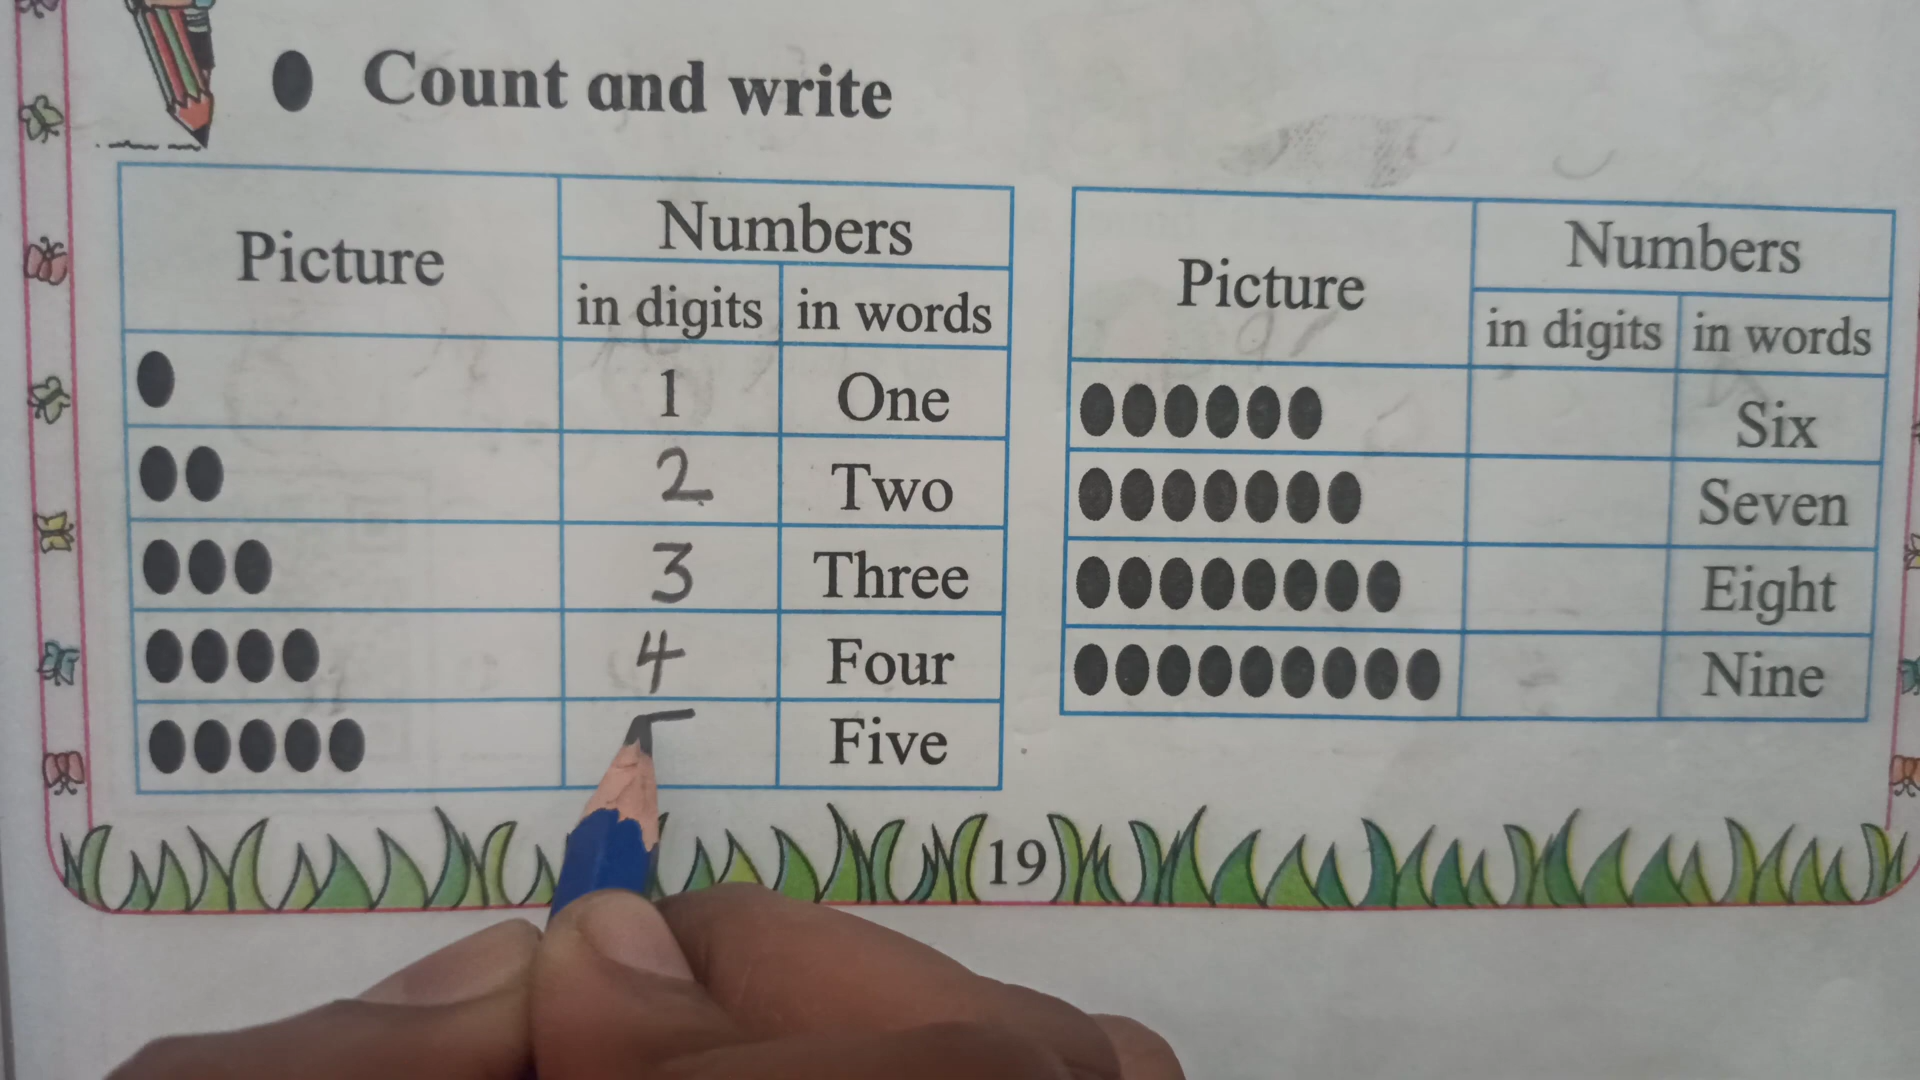 Count and write
Picture Numbers
in digits in words
1 One
2 Two
3 Three
4 Four
Five
Picture Numbers
in digits in words
Six
Seven
Eight
Nine
19